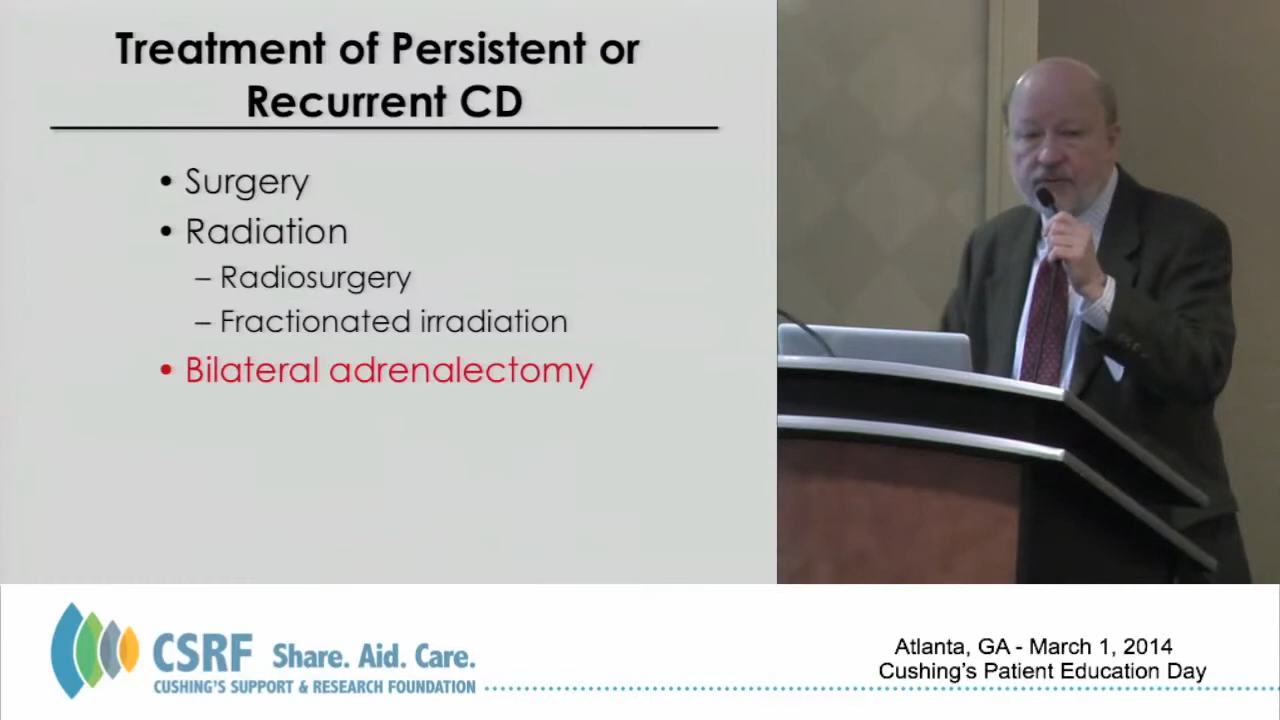 Treatment of Persistent or
Recurrent CD
• Surgery
• Radiation
– Radiosurgery
– Fractionated irradiation
• Bilateral adrenalectomy
CSRF Share. Aid. Care.
CUSHING'S SUPPORT & RESEARCH FOUNDATION
Atlanta, GA - March 1, 2014
Cushing's Patient Education Day